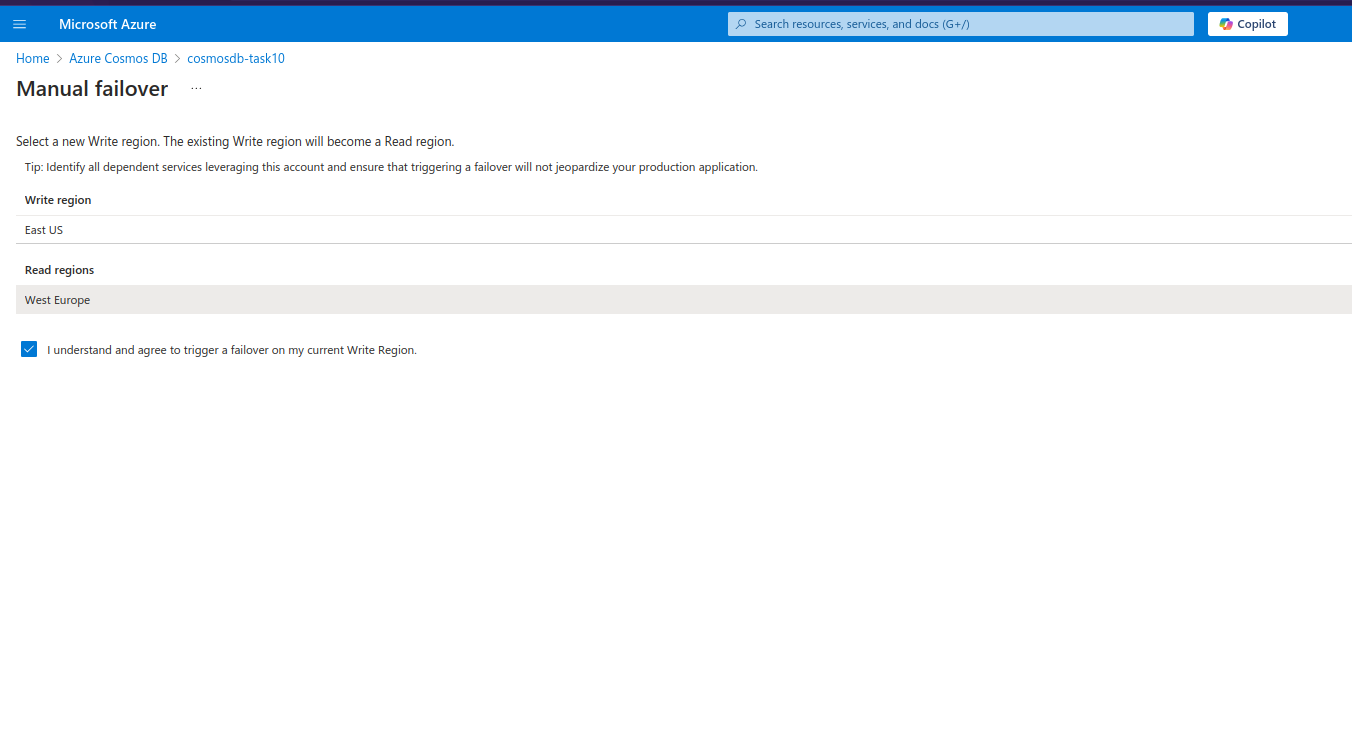 Microsoft Azure
Search resources, services, and docs (G+/)
Copilot
Home > Azure Cosmos DB > cosmosdb-task10
Manual failover ...
Select a new Write region. The existing Write region will become a Read region.
Tip: Identify all dependent services leveraging this account and ensure that triggering a failover will not jeopardize your production application.
Write region
East US
Read regions
West Europe
I understand and agree to trigger a failover on my current Write Region.